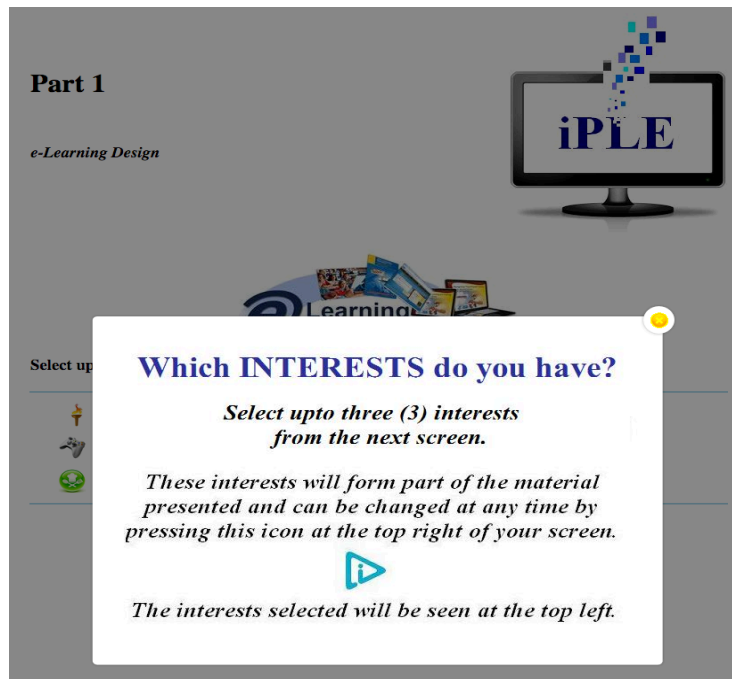 Part 1
iPLE
e-Learning Design
e Learning
Select up
Which INTERESTS do you have?
Select upto three (3) interests
from the next screen.
These interests will form part of the material
presented and can be changed at any time by
pressing this icon at the top right of your screen.
i
The interests selected will be seen at the top left.